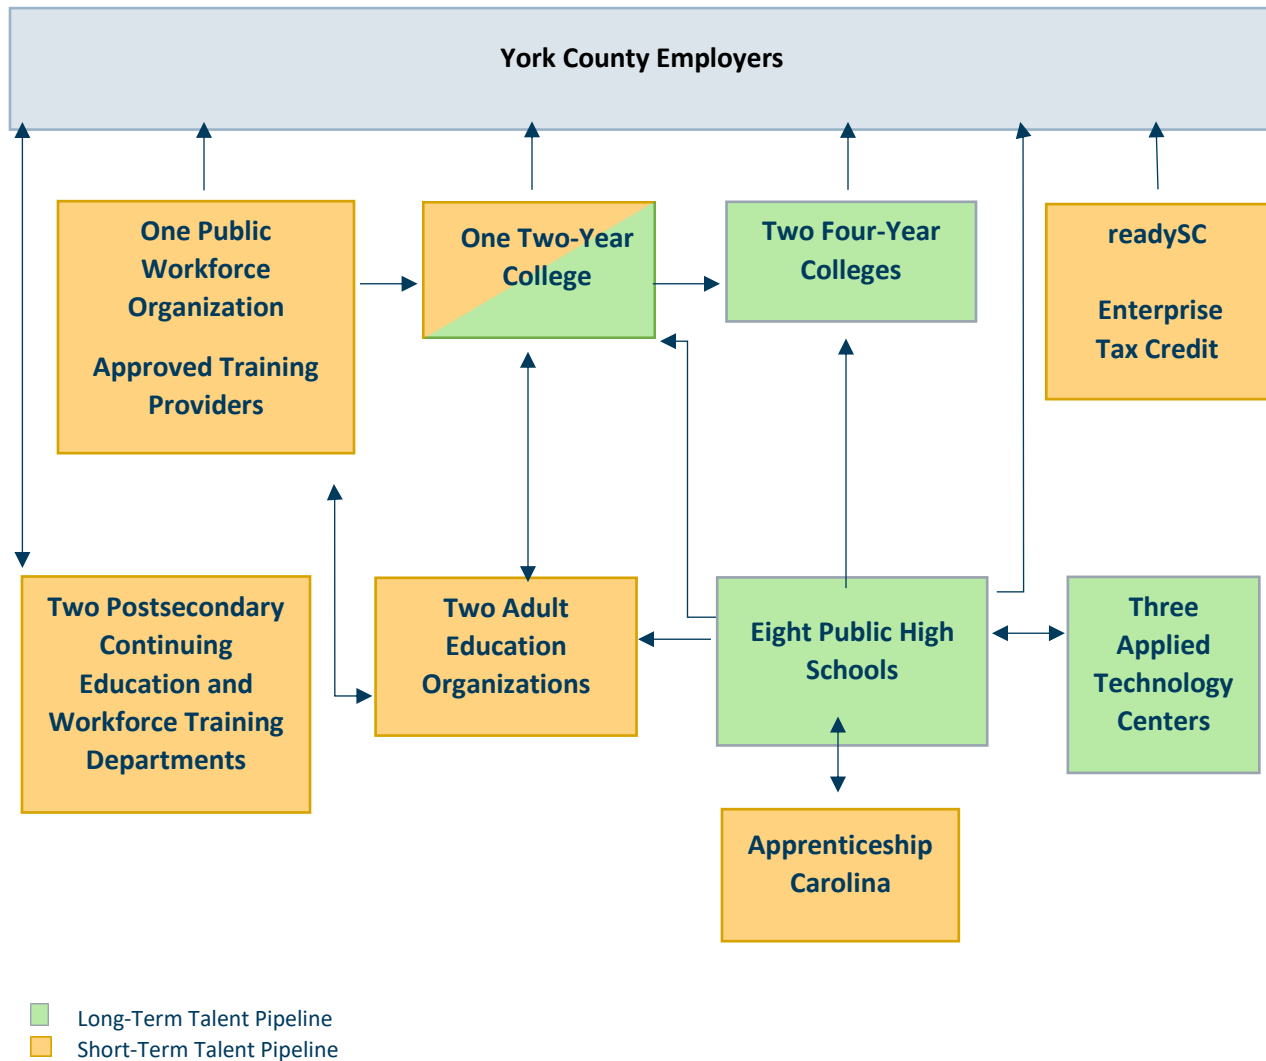 York County Employers
One Public
Workforce
Organization
Approved Training
Providers
One Two-Year
College
Two Four-Year
Colleges
readySC
Enterprise
Tax Credit
Two Postsecondary
Continuing
Education and
Workforce Training
Departments
Two Adult
Education
Organizations
Eight Public High
Schools
Three
Applied
Technology
Centers
Apprenticeship
Carolina
Long-Term Talent Pipeline
Short-Term Talent Pipeline